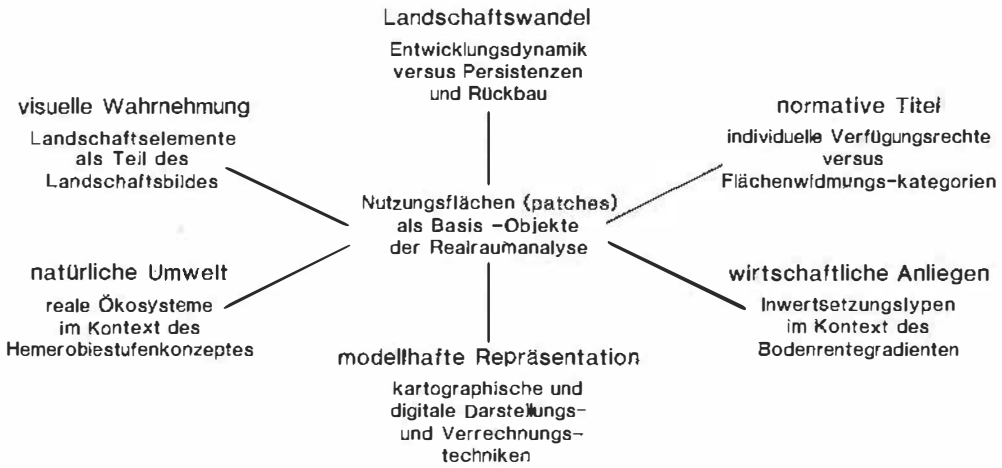 Landschaftswandel
Entwicklungsdynamik
versus Persistenzen
und Rückbau
visuelle Wahrnehmung
Landschaftselemente
als Teil des
Landschaftsbildes
normative Titel
individuelle Verfügungsrechte
versus
Flächenwidmungs-kategorien
Nutzungsflächen (patches)
als Basis -Objekte
der Realraumanalyse
natürliche Umwelt
reale Ökosysteme
im Kontext des
Hemerobiestufenkonzeptes
wirtschaftliche Anliegen
Inwertsetzungstypen
im Kontext des
Bodenrentegradienten
modellhafte Repräsentation
kartographische und
digitale Darstellungs-
und Verrechnungs-
techniken